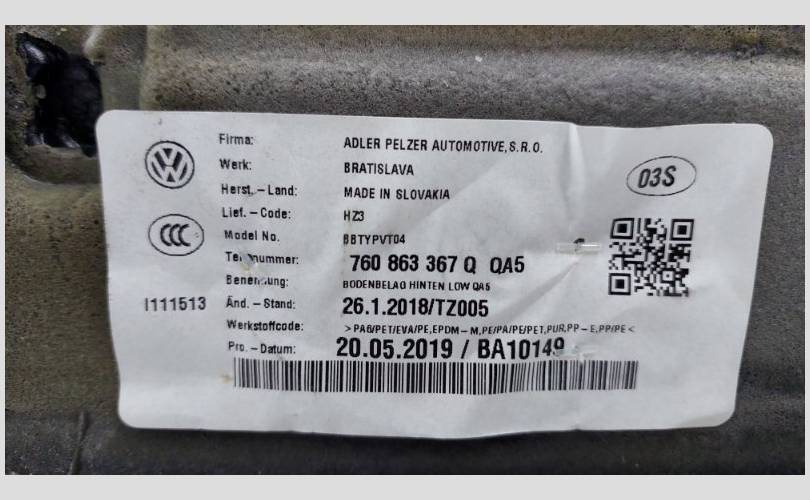 Firma: ADLER PELZER AUTOMOTIVE, S.R.O.
Werk: BRATISLAVA
Herst. - Land: MADE IN SLOVAKIA
03S
Lief. - Code: HZ3
Model No. BBTYPVT04
760 863 367 Q QA5
BODENBELAG HINTEN LOW QA5
I111513
Änd. - Stand: 26.1.2018/TZ005
Werkstoffcode: >PA6/PET/EVA/PE,EPDM-M,PE/PA/PE/PET,PUR,PP-E,PP/PE<
Pro. - Datum: 20.05.2019 / BA10149